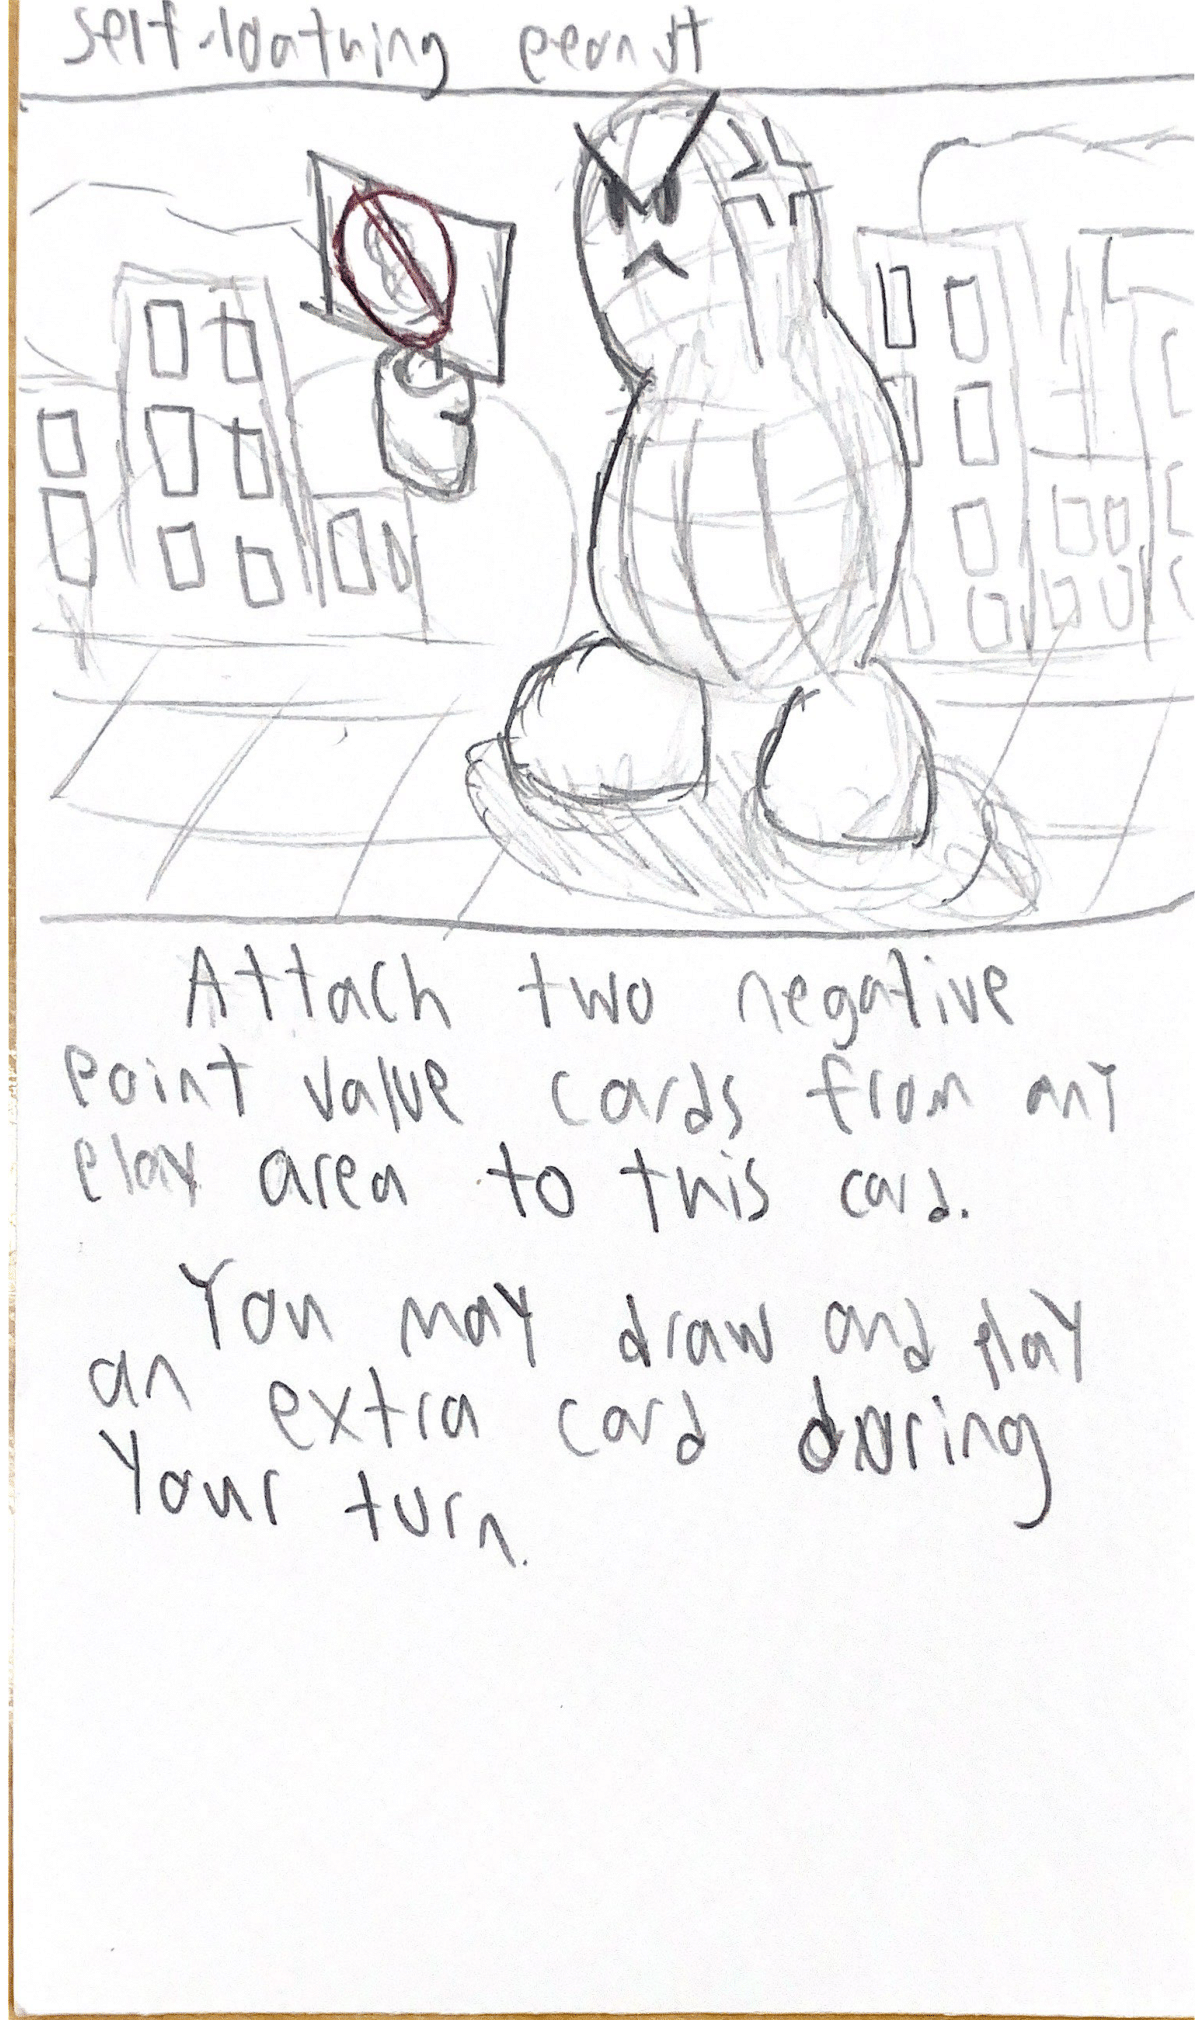 self-loathing peanut
Attach two negative
point value cards from any
play area to this card.
You may draw and play
an extra card during
Your turn.